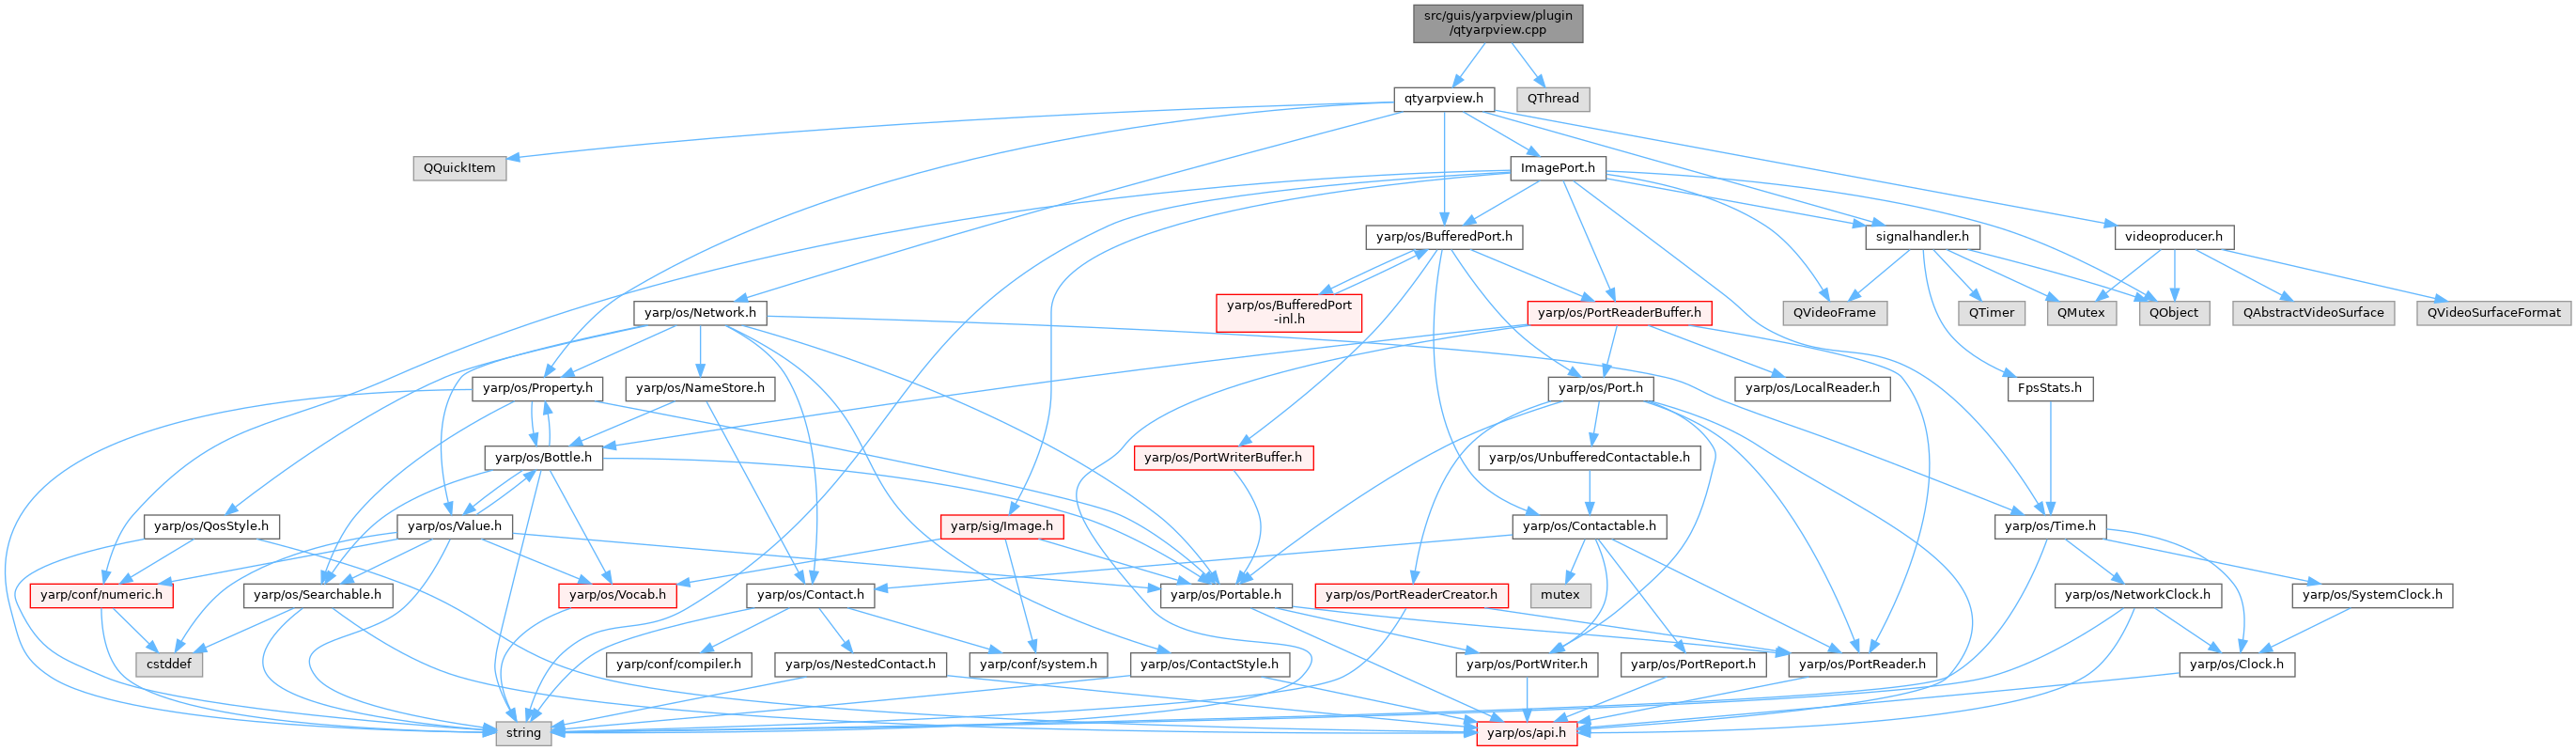 src/guis/yarpview/plugin
/qtyarpview.cpp
qtyarpview.h
QThread
QQuickItem
ImagePort.h
yarp/os/BufferedPort.h
signalhandler.h
videoproducer.h
yarp/os/BufferedPort
-inl.h
yarp/os/Network.h
yarp/os/PortReaderBuffer.h
QVideoFrame
QTimer
QMutex
QObject
QAbstractVideoSurface
QVideoSurfaceFormat
yarp/os/Property.h
yarp/os/NameStore.h
yarp/os/Port.h
yarp/os/LocalReader.h
FpsStats.h
yarp/os/Bottle.h
yarp/os/PortWriterBuffer.h
yarp/os/UnbufferedContactable.h
yarp/os/QosStyle.h
yarp/os/Value.h
yarp/sig/Image.h
yarp/os/Contactable.h
yarp/os/Time.h
yarp/conf/numeric.h
yarp/os/Searchable.h
yarp/os/Vocab.h
yarp/os/Contact.h
yarp/os/Portable.h
yarp/os/PortReaderCreator.h
mutex
yarp/os/NetworkClock.h
yarp/os/SystemClock.h
cstddef
yarp/conf/compiler.h
yarp/os/NestedContact.h
yarp/conf/system.h
yarp/os/ContactStyle.h
yarp/os/PortWriter.h
yarp/os/PortReport.h
yarp/os/PortReader.h
yarp/os/Clock.h
string
yarp/os/api.h